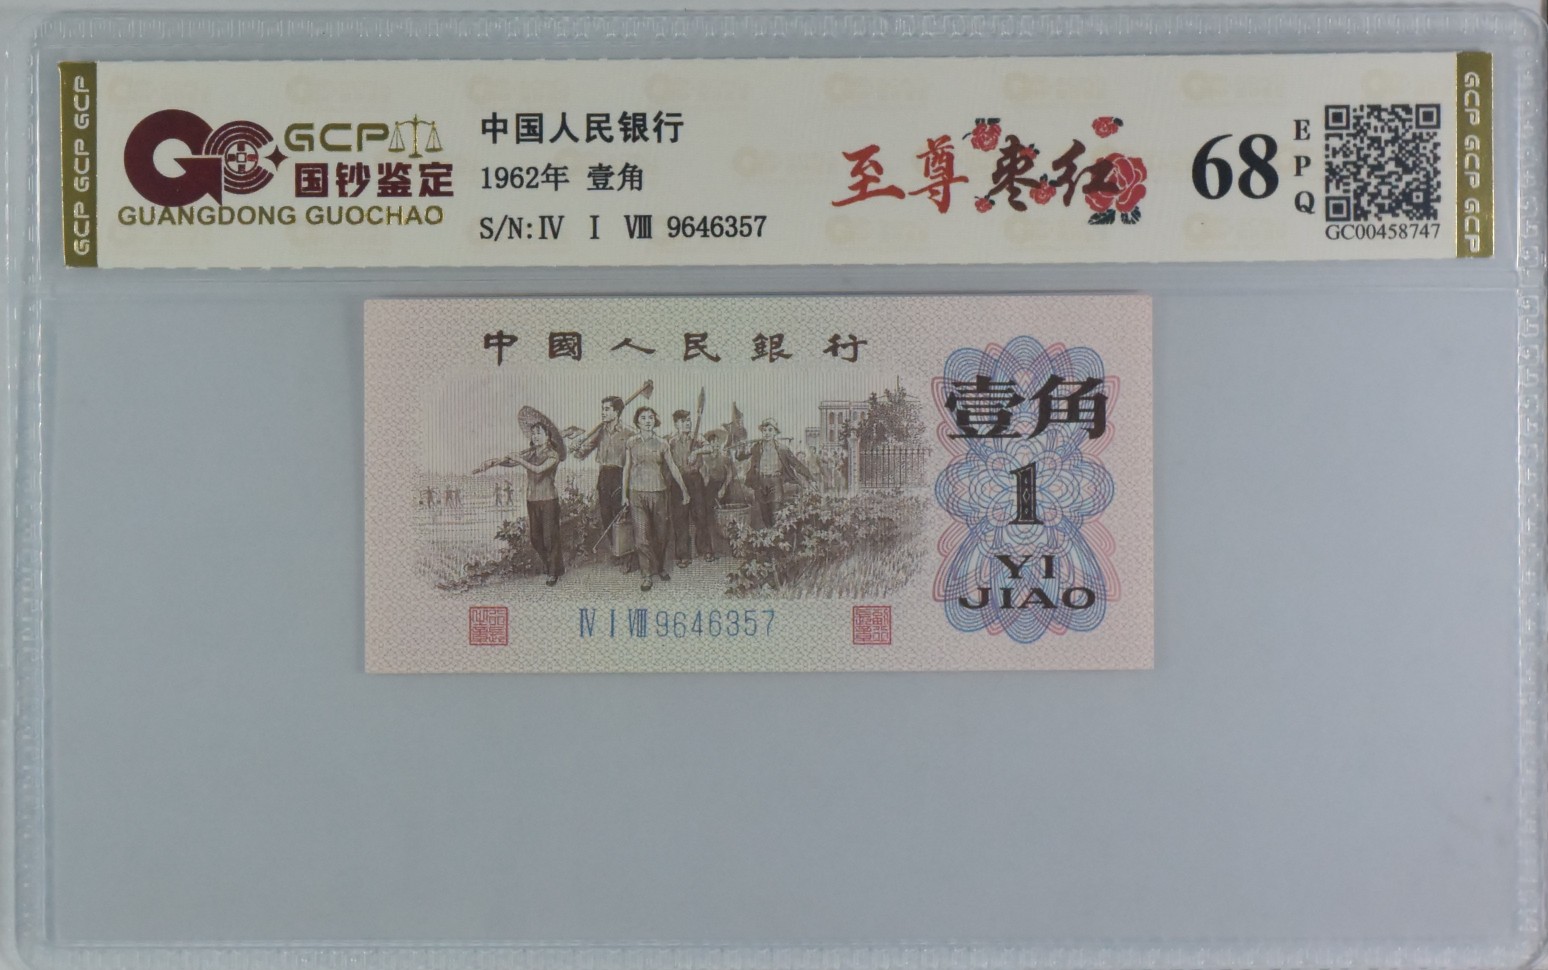 GCP GCP GCP
GCP
国钞鉴定
GUANGDONG GUOCHAO
中国人民银行
1962年 壹角
S/N:Ⅳ Ⅰ Ⅷ 9646357
至尊枣红
68
EPQ
GC00458747
GCP GCP GCP
中國人民銀行
壹角
1
YI
JIAO
Ⅳ Ⅰ Ⅷ 9646357